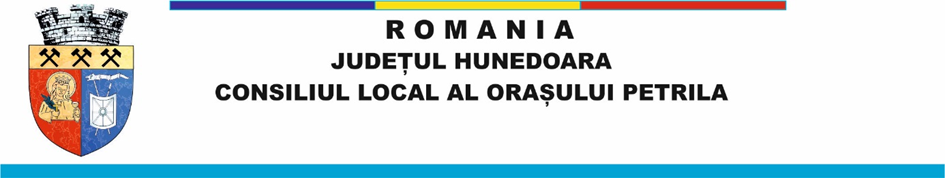 R O M A N I A
JUDEȚUL HUNEDOARA
CONSILIUL LOCAL AL ORAȘULUI PETRILA